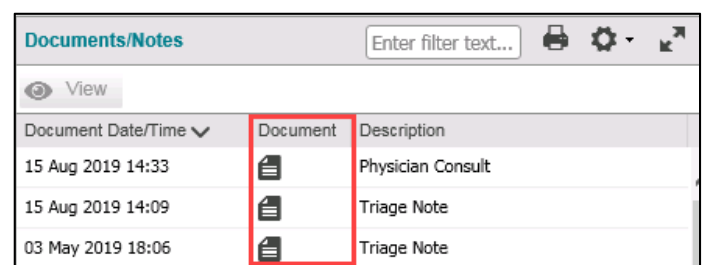 Documents/Notes Enter filter text...
View
Document Date/Time Document Description
15 Aug 2019 14:33 Physician Consult
15 Aug 2019 14:09 Triage Note
03 May 2019 18:06 Triage Note